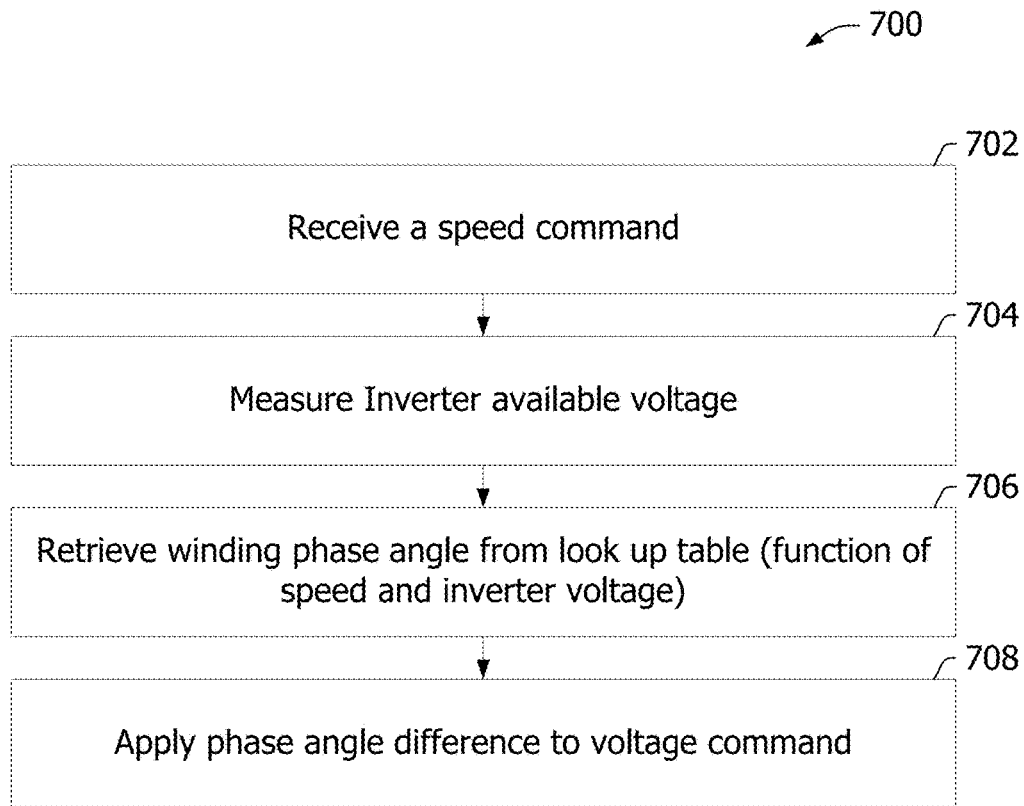 700
702
Receive a speed command
704
Measure Inverter available voltage
706
Retrieve winding phase angle from look up table (function of
speed and inverter voltage)
708
Apply phase angle difference to voltage command